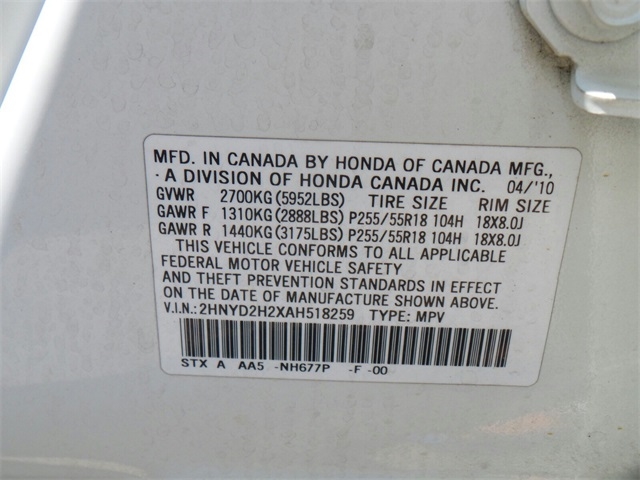 MFD. IN CANADA BY HONDA OF CANADA MFG.,
A DIVISION OF HONDA CANADA INC. 04/'10
GVWR 2700KG(5952LBS) TIRE SIZE RIM SIZE
GAWR F 1310KG(2888LBS) P255/55R18 104H 18X8.0J
GAWR R 1440KG(3175LBS) P255/55R18 104H 18X8.0J
THIS VEHICLE CONFORMS TO ALL APPLICABLE
FEDERAL MOTOR VEHICLE SAFETY
AND THEFT PREVENTION STANDARDS IN EFFECT
ON THE DATE OF MANUFACTURE SHOWN ABOVE.
V.I.N.:2HNYD2H2XAH518259 TYPE: MPV
STX A AA5 -NH677P -F -00